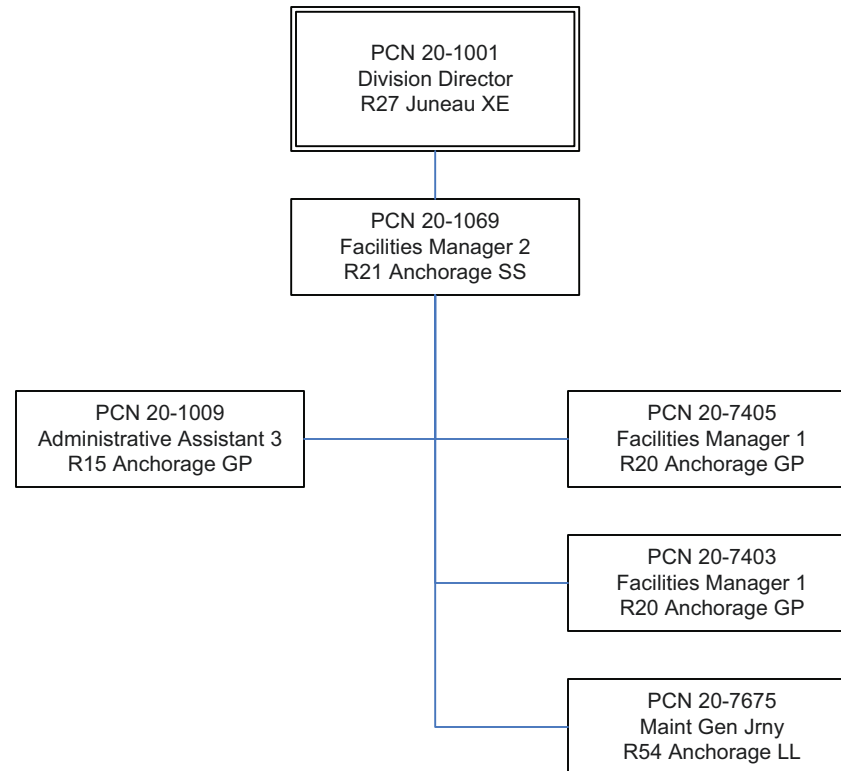 PCN 20-1001
Division Director
R27 Juneau XE
PCN 20-1069
Facilities Manager 2
R21 Anchorage SS
PCN 20-1009
Administrative Assistant 3
R15 Anchorage GP
PCN 20-7405
Facilities Manager 1
R20 Anchorage GP
PCN 20-7403
Facilities Manager 1
R20 Anchorage GP
PCN 20-7675
Maint Gen Jrny
R54 Anchorage LL